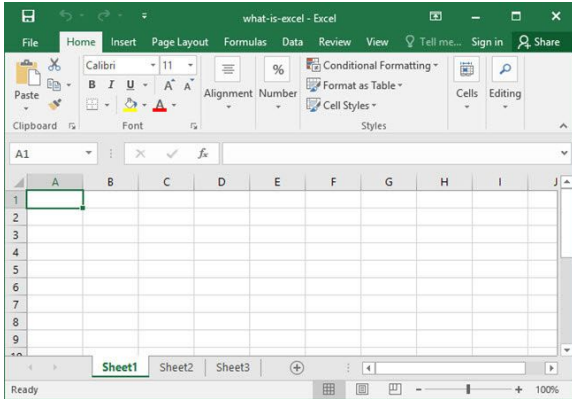 what-is-excel - Excel
File Home Insert Page Layout Formulas Data Review View Tell me... Sign in Share
Calibri 11
Paste B I U A A Alignment % Number Conditional Formatting Cells Editing
A Format as Table
Cell Styles
Clipboard Font Styles
A1 fx
A B C D E F G H I J
1
2
3
4
5
6
7
8
9
Sheet1 Sheet2 Sheet3
Ready 100%